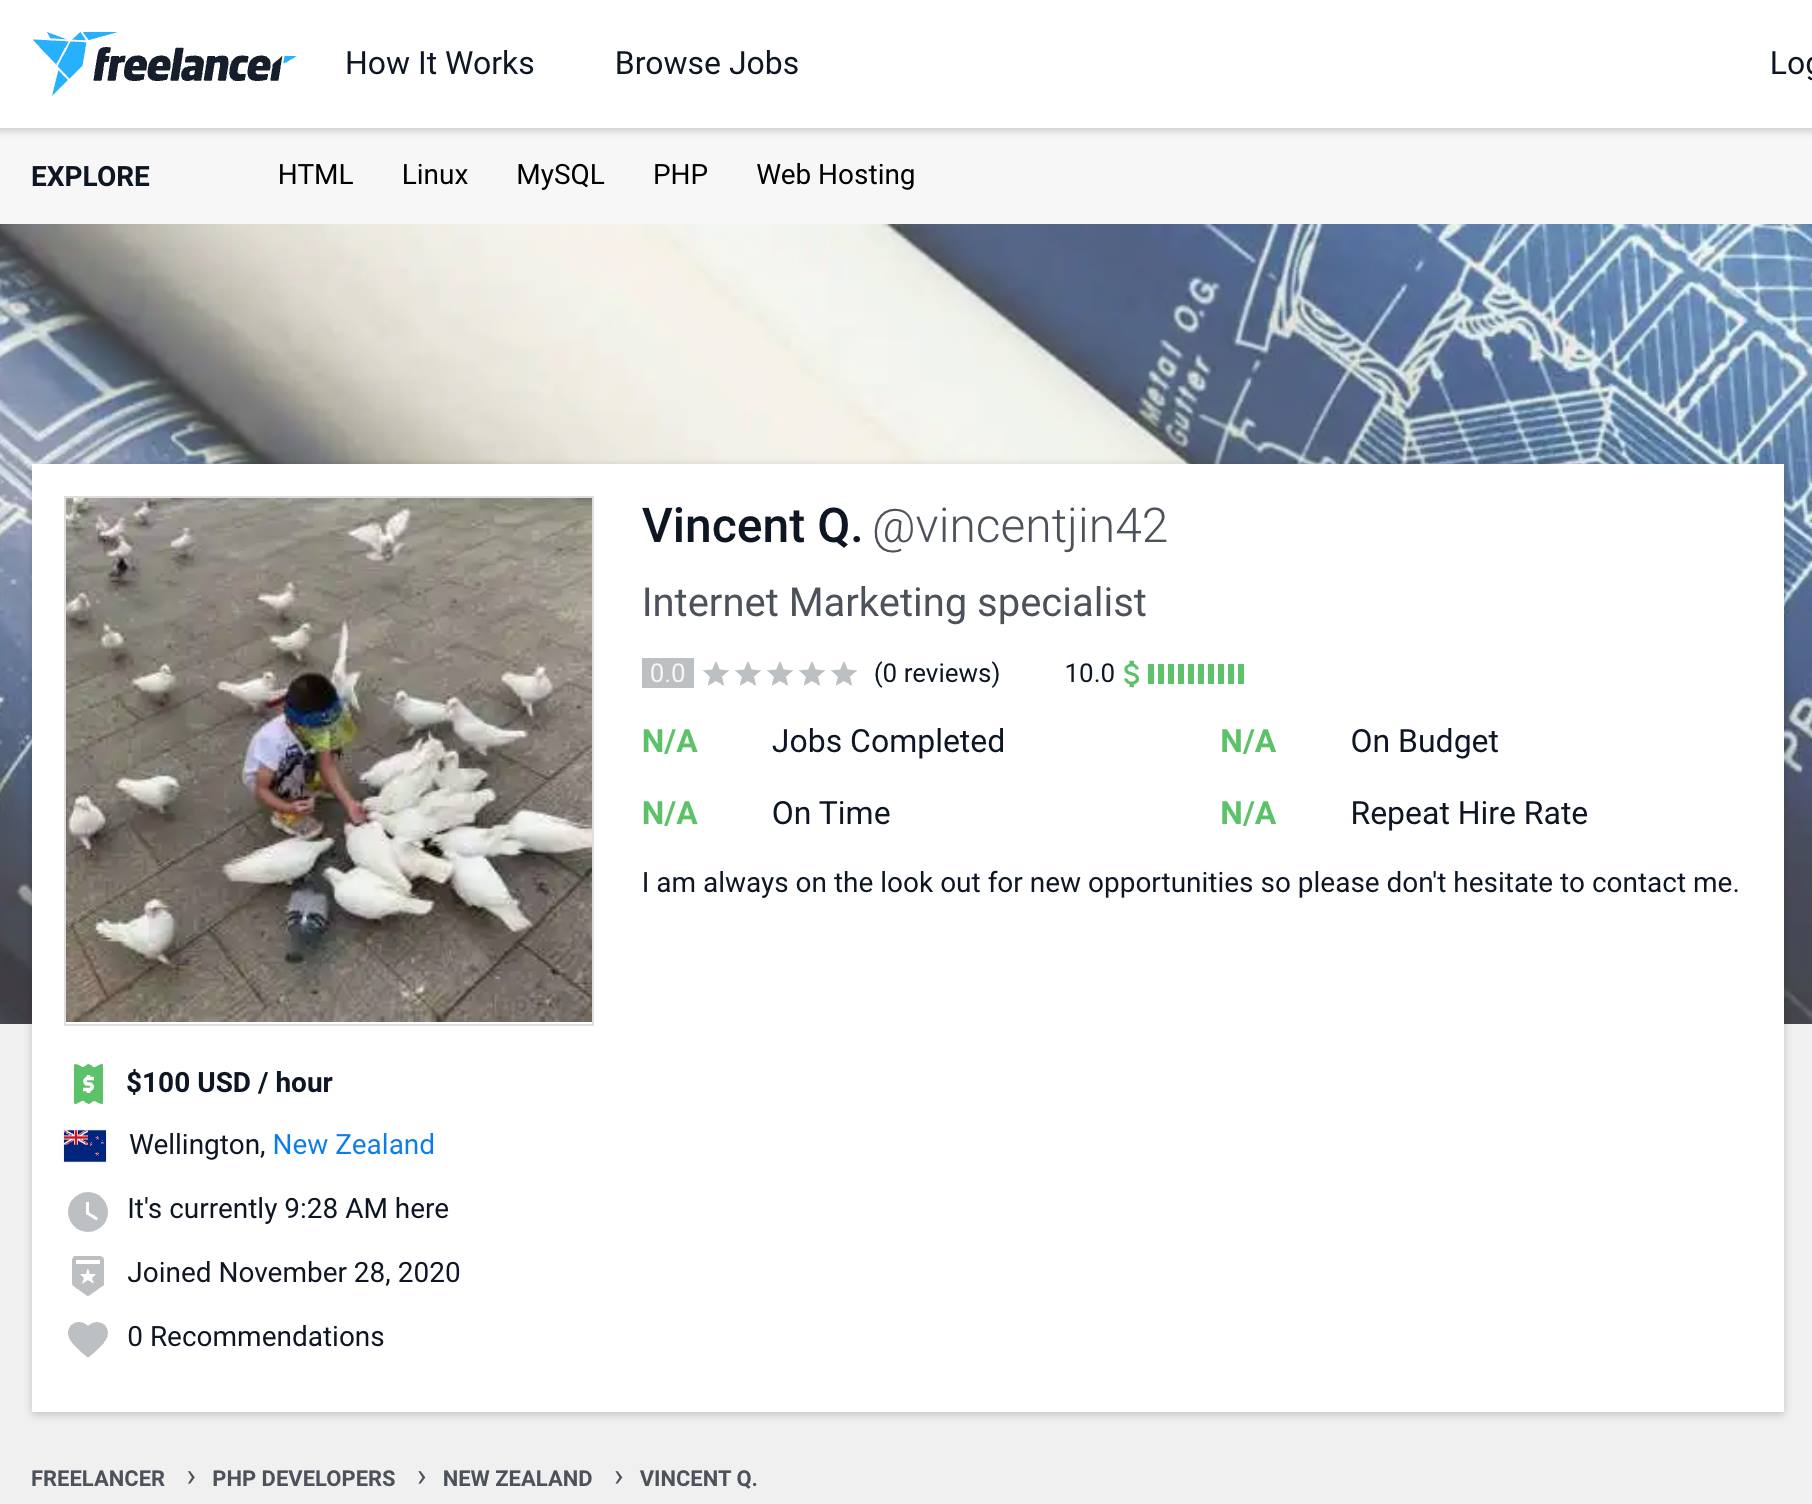 freelancer How It Works Browse Jobs
EXPLORE HTML Linux MySQL PHP Web Hosting
Metal O.G.
Gutter
Vincent Q. @vincentjin42
Internet Marketing specialist
0.0 (0 reviews) 10.0 $
N/A Jobs Completed N/A On Budget
N/A On Time N/A Repeat Hire Rate
I am always on the look out for new opportunities so please don't hesitate to contact me.
$100 USD / hour
Wellington, New Zealand
It's currently 9:28 AM here
Joined November 28, 2020
0 Recommendations
FREELANCER > PHP DEVELOPERS > NEW ZEALAND > VINCENT Q.